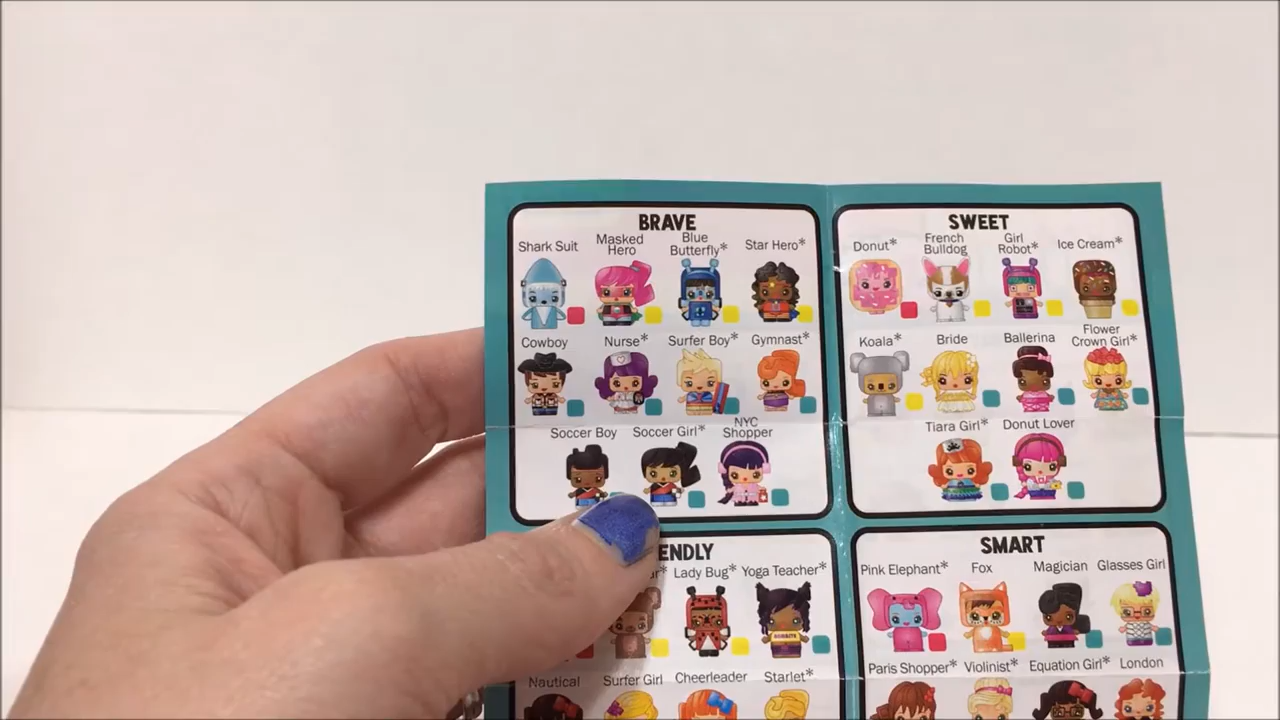 BRAVE
Shark Suit
Masked
Hero
Blue
Butterfly*
Star Hero*
Cowboy
Nurse*
Surfer Boy*
Gymnast*
Soccer Boy
Soccer Girl*
NYC
Shopper
SWEET
Donut*
French
Bulldog
Girl
Robot*
Ice Cream*
Koala*
Bride
Ballerina
Flower
Crown Girl*
Tiara Girl*
Donut Lover
ENDLY
Lady Bug*
Yoga Teacher*
Nautical
Surfer Girl
Cheerleader
Starlet*
SMART
Pink Elephant*
Fox
Magician
Glasses Girl
Paris Shopper*
Violinist*
Equation Girl*
London